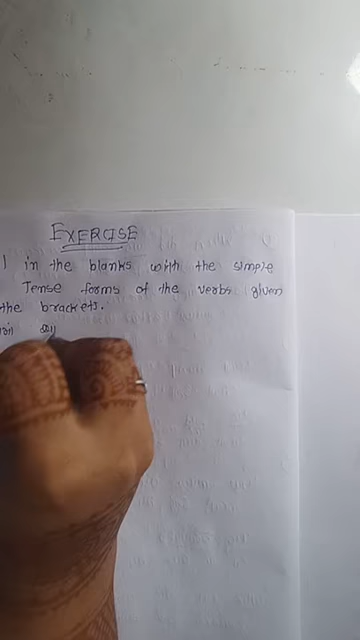 EXERCISE
l in the blanks with the simple
Tense forms of the verbs given
the brackets.